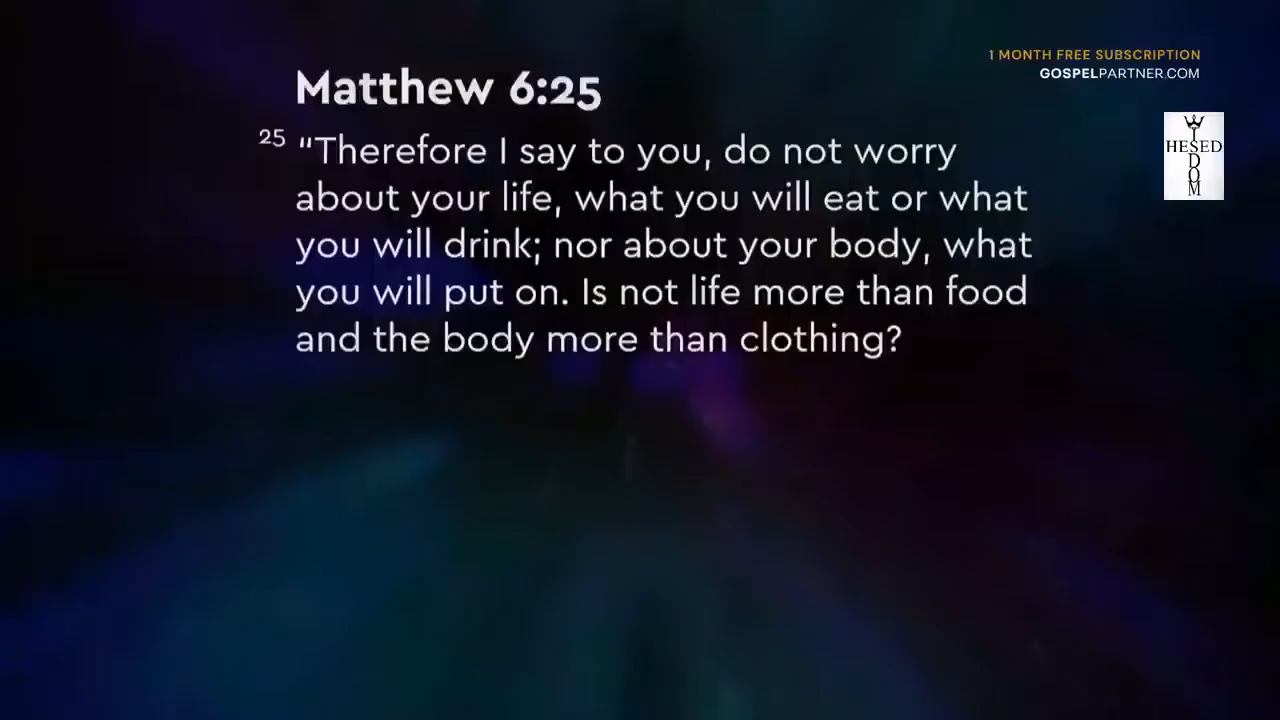 1 MONTH FREE SUBSCRIPTION
GOSPELPARTNER.COM
Matthew 6:25
25 "Therefore I say to you, do not worry
about your life, what you will eat or what
you will drink; nor about your body, what
you will put on. Is not life more than food
and the body more than clothing?
HESED
WISDOM